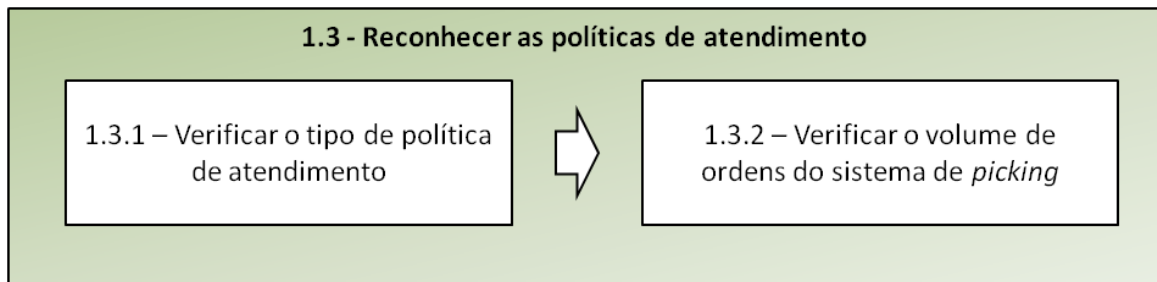 1.3 - Reconhecer as políticas de atendimento
1.3.1 – Verificar o tipo de política
de atendimento
1.3.2 – Verificar o volume de
ordens do sistema de picking